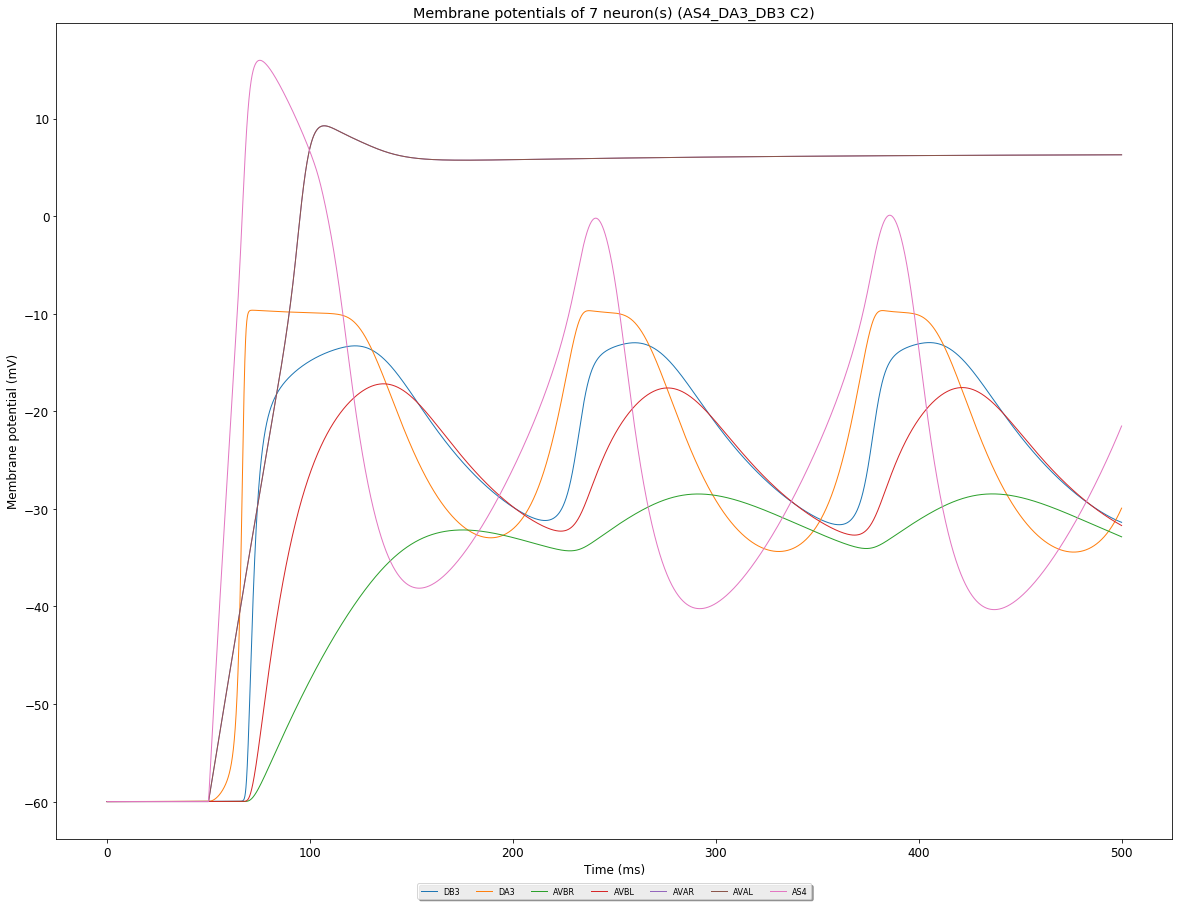 Membrane potentials of 7 neuron(s) (AS4_DA3_DB3 C2)
Membrane potential (mV)
10
0
−10
−20
−30
−40
−50
−60
0 100 200 300 400 500
Time (ms)
DB3 DA3 AVBR AVBL AVAR AVAL AS4